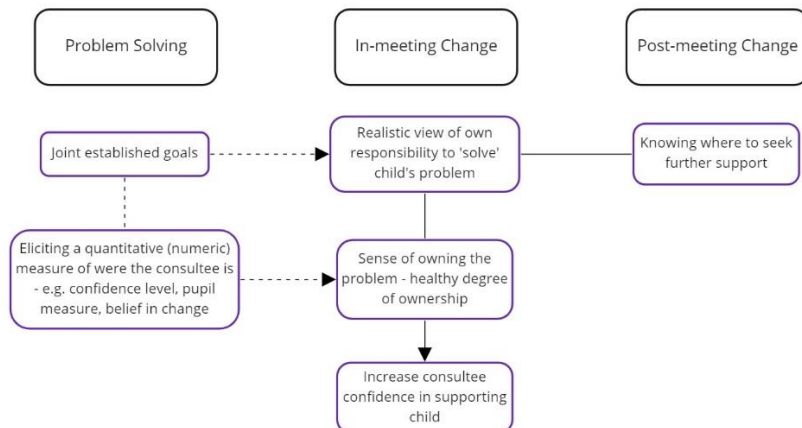 Problem Solving
In-meeting Change
Post-meeting Change
Joint established goals
Realistic view of own
responsibility to 'solve'
child's problem
Knowing where to seek
further support
Eliciting a quantitative (numeric)
measure of were the consultee is
- e.g. confidence level, pupil
measure, belief in change
Sense of owning the
problem - healthy degree
of ownership
Increase consultee
confidence in supporting
child